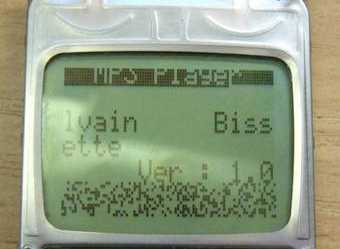 MP3 Player
lvain Biss
ette
Ver : 1.0